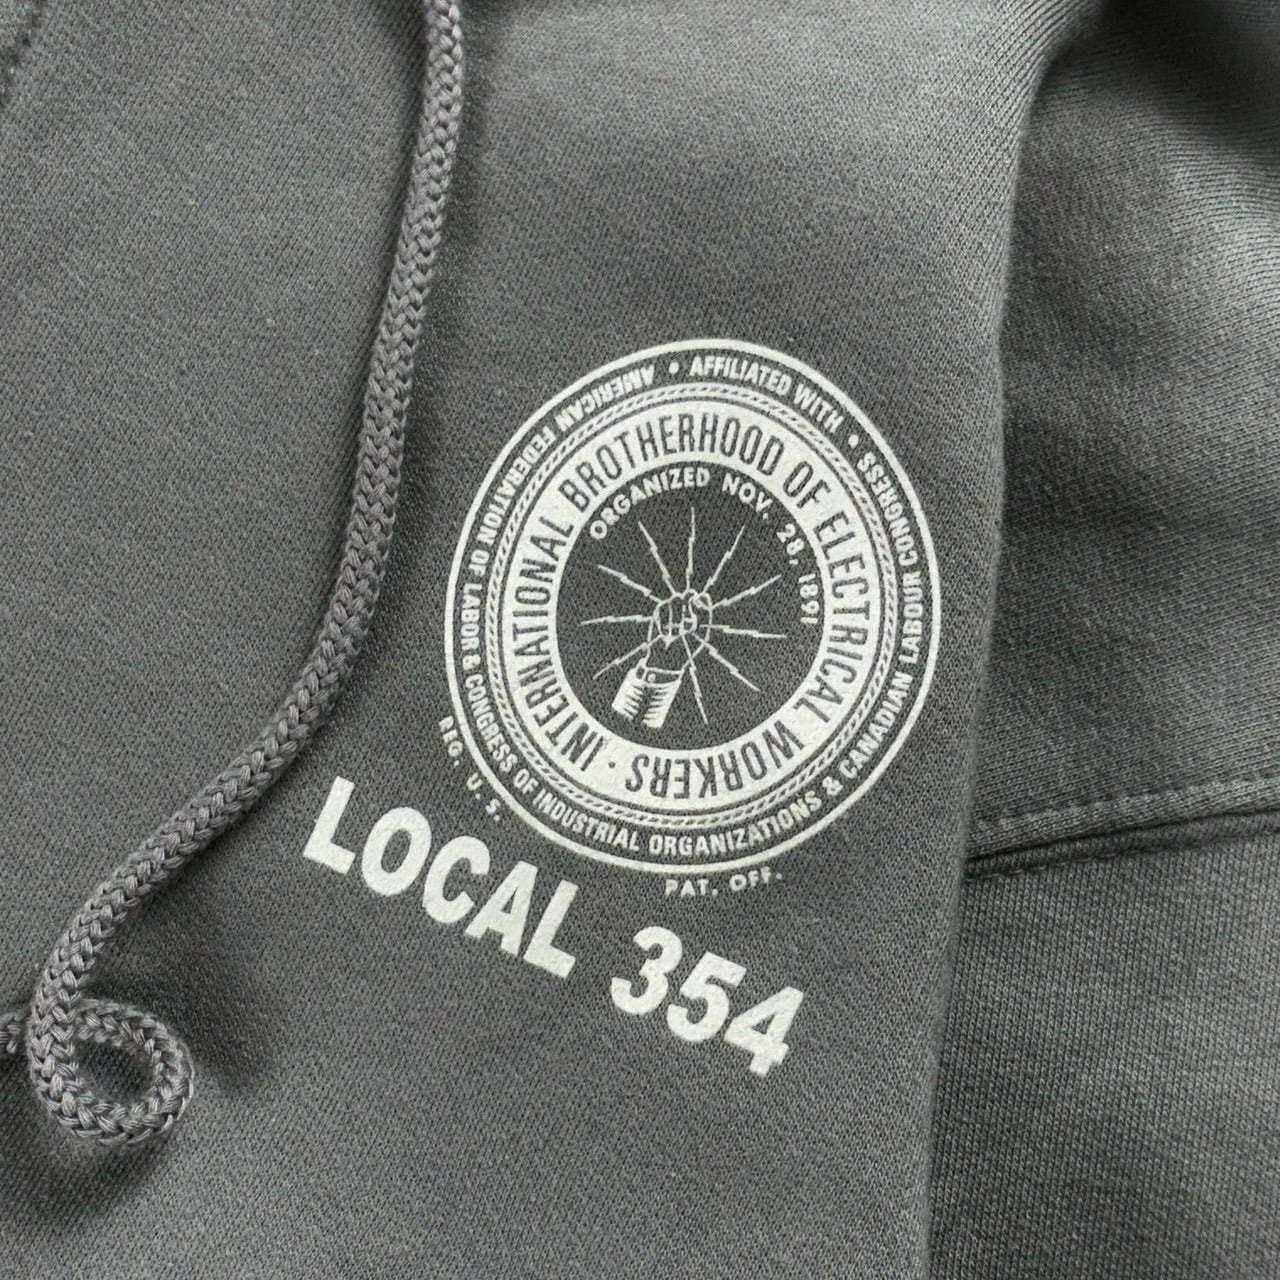 AFFILIATED WITH • AMERICAN FEDERATION OF LABOR & CONGRESS OF INDUSTRIAL ORGANIZATIONS & CANADIAN LABOUR CONGRESS •
INTERNATIONAL BROTHERHOOD OF ELECTRICAL WORKERS •
ORGANIZED NOV. 28, 1891
REG. U.S. PAT. OFF.
LOCAL 354